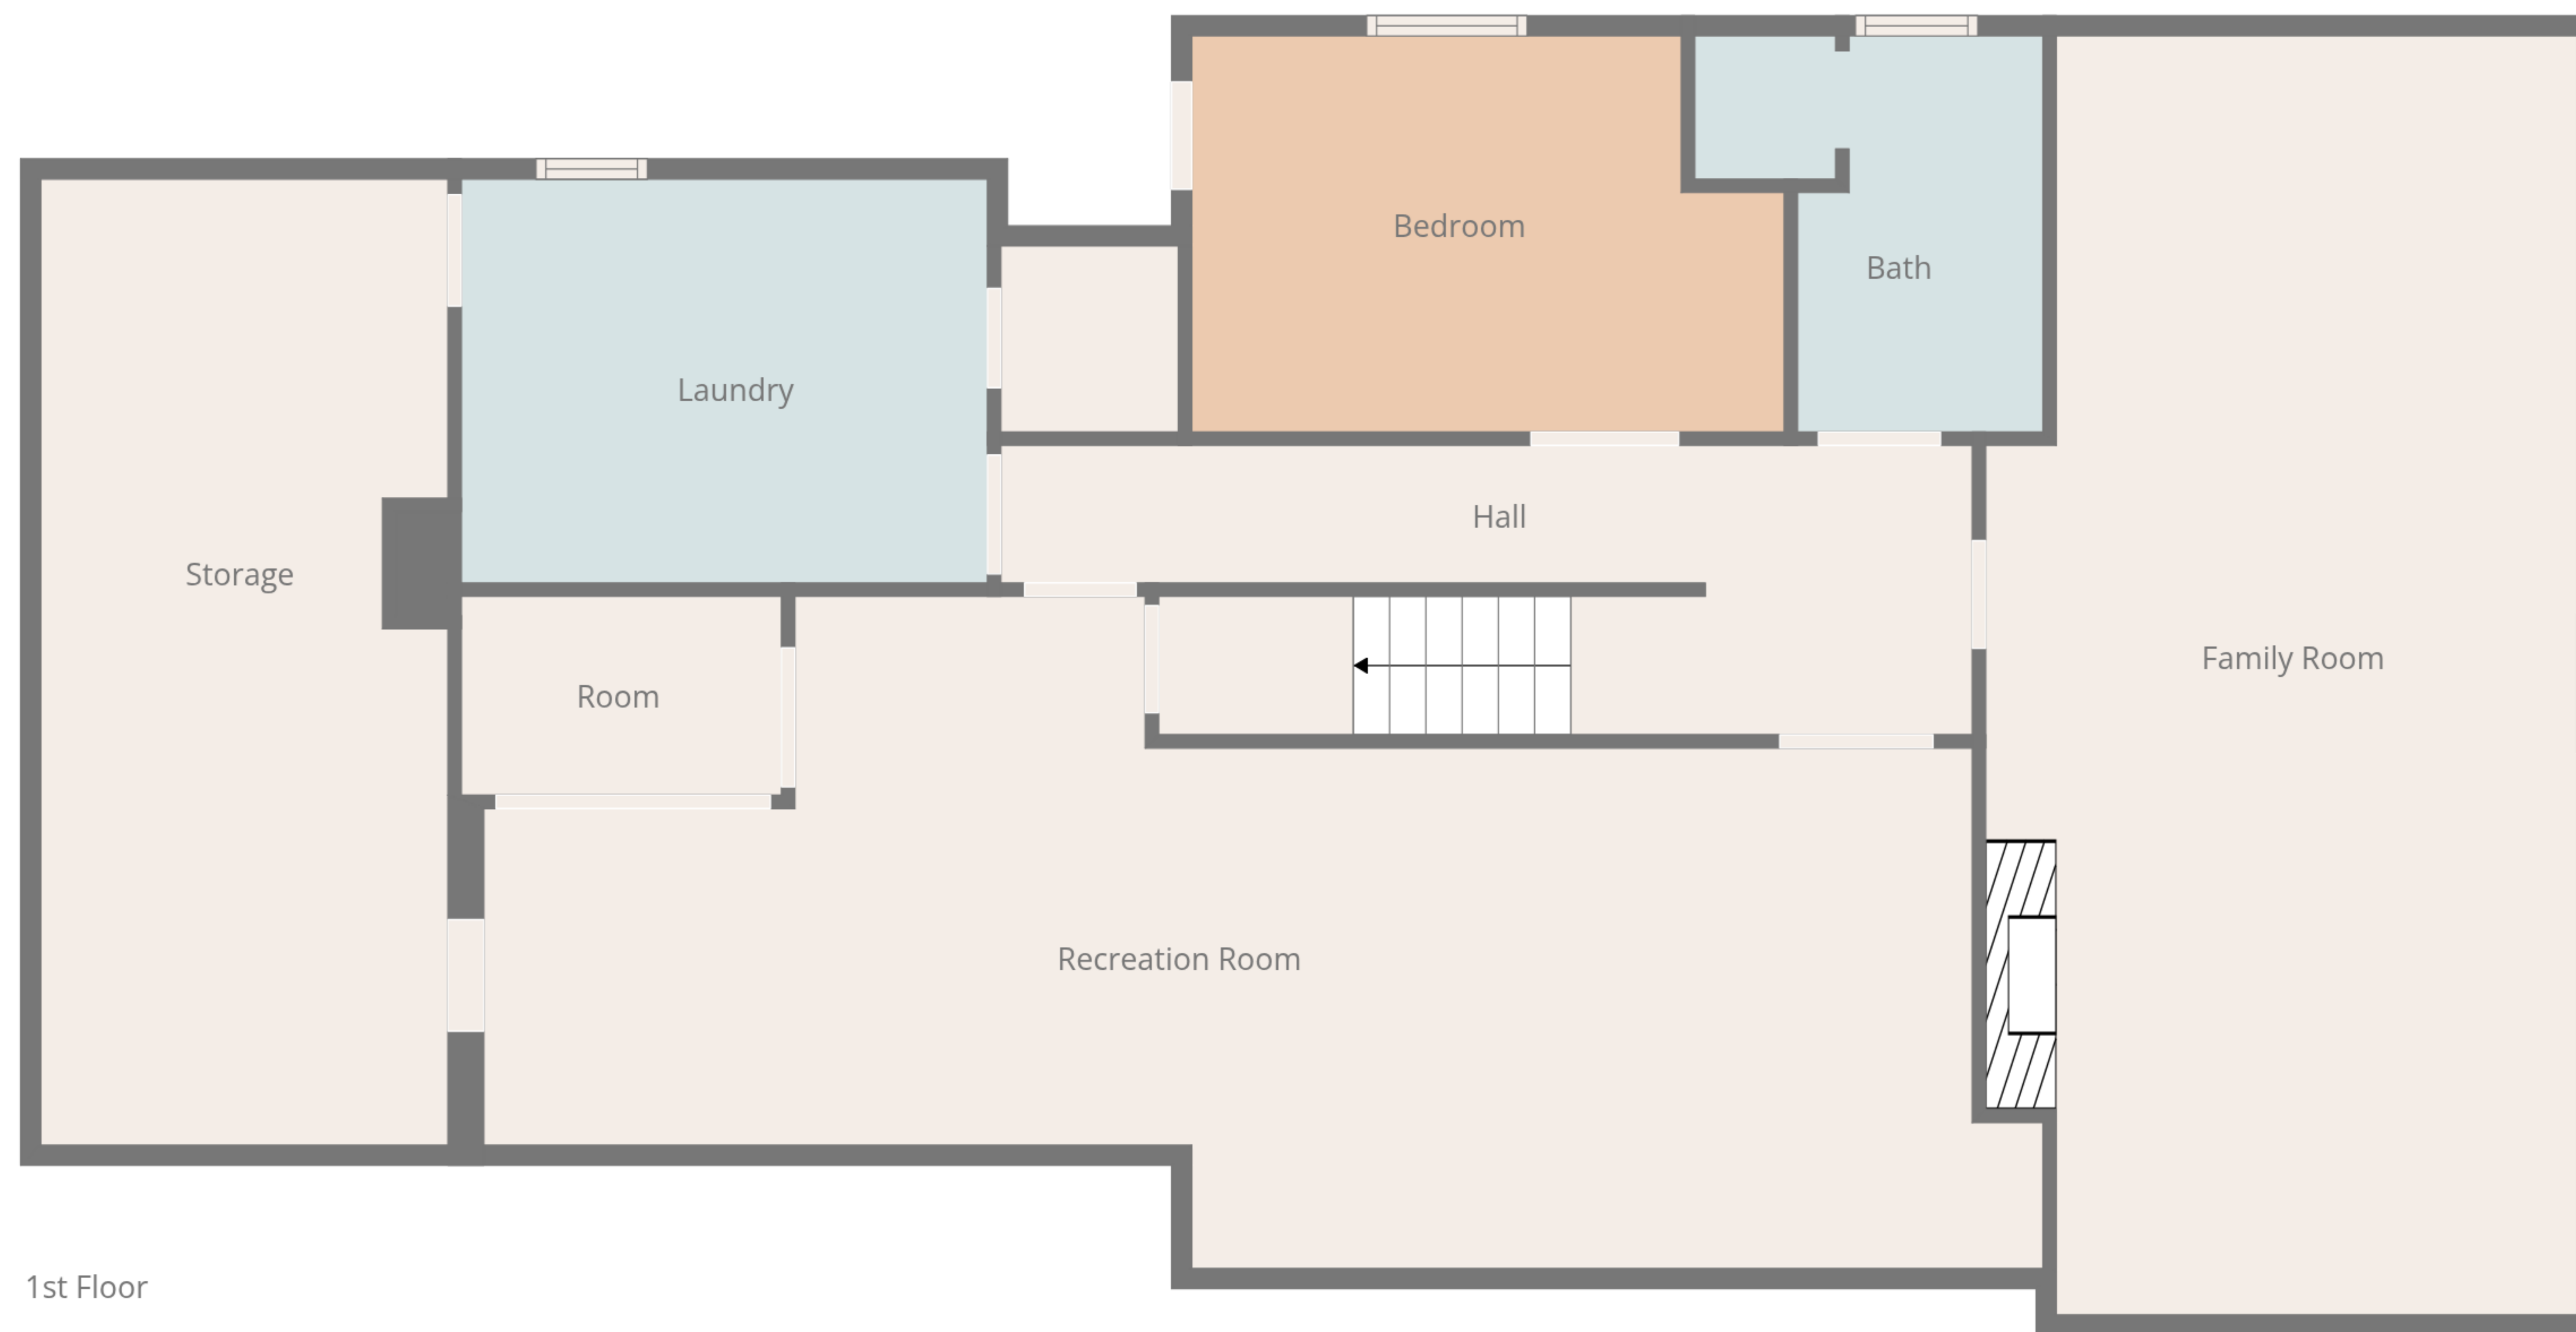 Bedroom
Bath
Laundry
Hall
Storage
Family Room
Room
Recreation Room
1st Floor